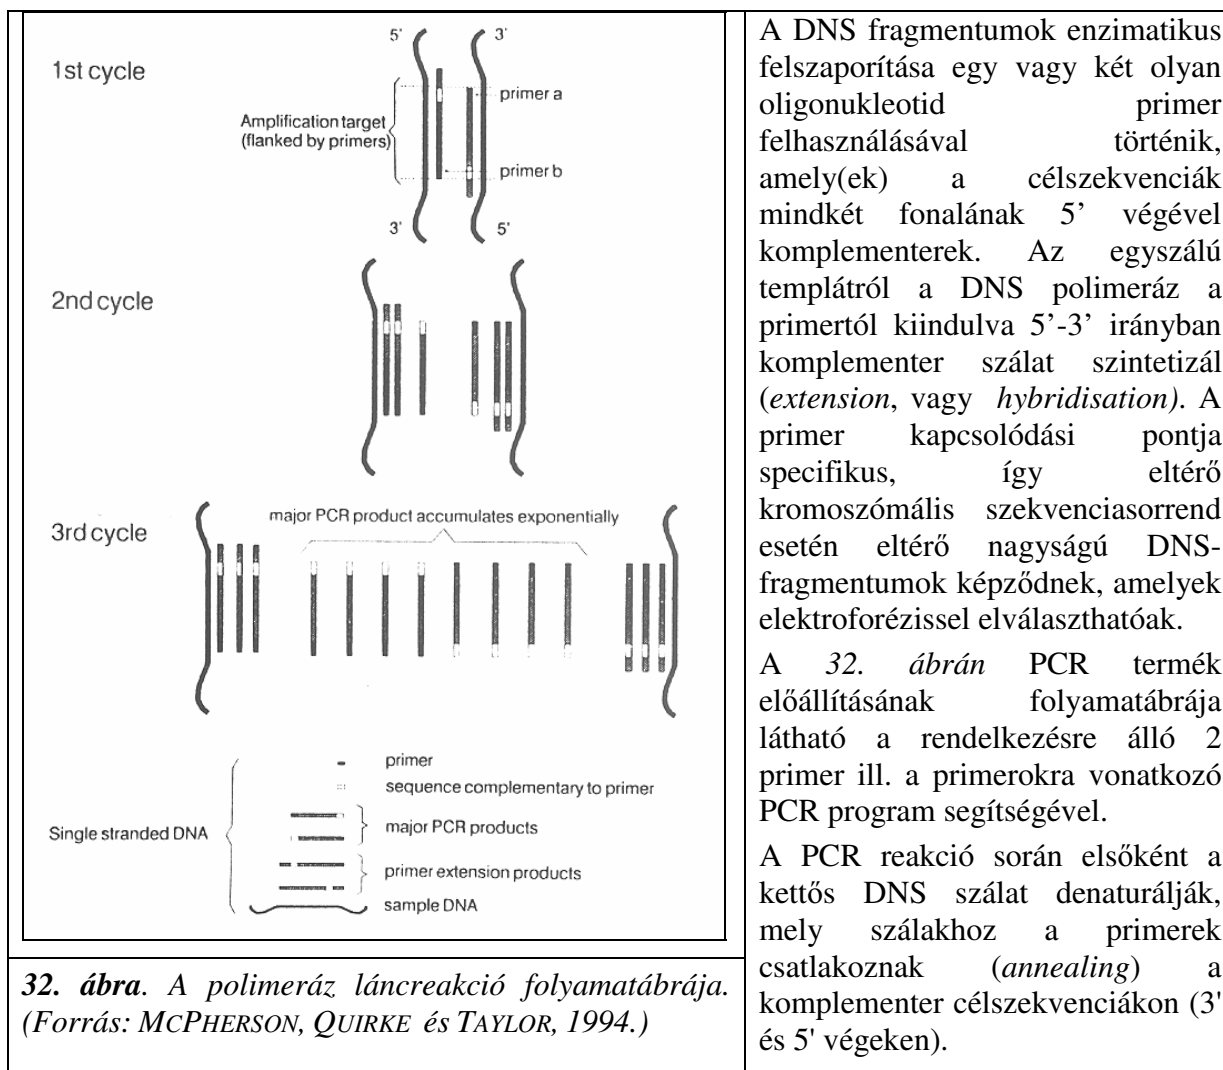 5'
3'
1st cycle
primer a
Amplification target
(flanked by primers)
primer b
3'
5'
2nd cycle
3rd cycle
major PCR product accumulates exponentially
primer
sequence complementary to primer
Single stranded DNA
major PCR products
primer extension products
sample DNA
32. ábra. A polimeráz láncreakció folyamatábrája.
(Forrás: MCPHERSON, QUIRKE és TAYLOR, 1994.)
A DNS fragmentumok enzimatikus
felszaporítása egy vagy két olyan
oligonukleotid primer
felhasználásával történik,
amely(ek) a célszekvenciák
mindkét fonalának 5’ végével
komplementerek. Az egyszálú
templátról a DNS polimeráz a
primertól kiindulva 5’-3’ irányban
komplementer szálat szintetizál
(extension, vagy hybridisation). A
primer kapcsolódási pontja
specifikus, így eltérő
kromoszómális szekvenciasorrend
esetén eltérő nagyságú DNS-
fragmentumok képződnek, amelyek
elektroforézissel elválaszthatóak.
A 32. ábrán PCR termék
előállításának folyamatábrája
látható a rendelkezésre álló 2
primer ill. a primerokra vonatkozó
PCR program segítségével.
A PCR reakció során elsőként a
kettős DNS szálat denaturálják,
mely szálakhoz a primerek
csatlakoznak (annealing) a
komplementer célszekvenciákon (3'
és 5' végeken).